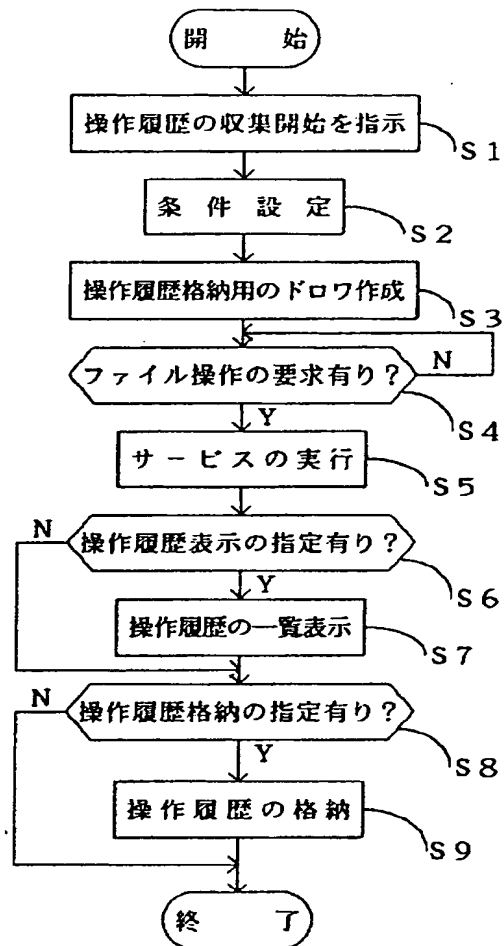 開 始
操作履歴の収集開始を指示
S1
条件設定
S2
操作履歴格納用のドロワ作成
S3
ファイル操作の要求有り?
N
S4
Y
サービスの実行
S5
N
操作履歴表示の指定有り?
S6
Y
操作履歴の一覧表示
S7
N
操作履歴格納の指定有り?
S8
Y
操作履歴の格納
S9
終 了